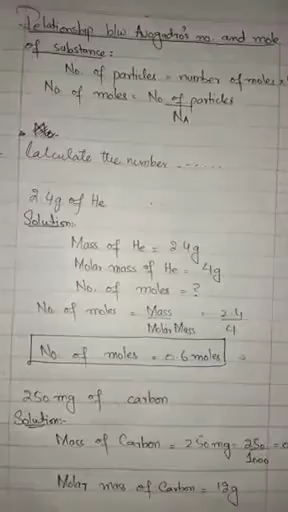 Relationship b/w Avogadro's no. and mole
of substance:
No. of particles = number of moles ×
No of moles = No of particles
NA
Calculate the number ......
2.4g of He
Solution:-
Mass of He = 2.4g
Molar mass of He = 4g
No. of moles = ?
No of moles = Mass = 2.4
Molar Mass 4
No. of moles = 0.6 moles
250 mg of carbon
Solution:-
Mass of Carbon = 250mg = 250 =
1000
Molar mass of Carbon = 12g